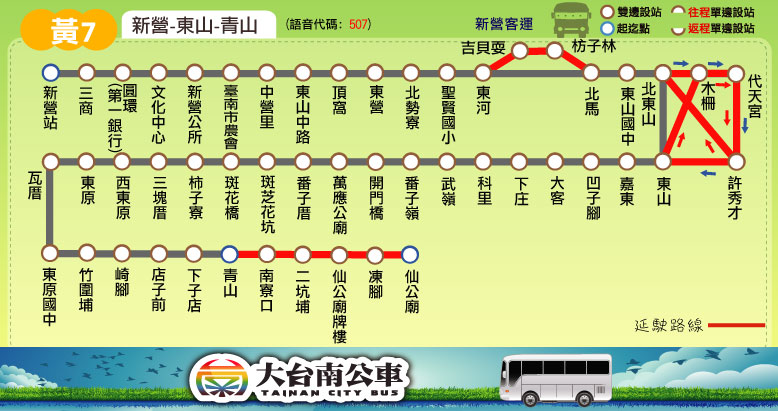 黃7
新營-東山-青山
(語音代碼：507)
新營客運
雙邊設站
往程單邊設站
起迄點
返程單邊設站
吉貝耍
枋子林
新營站
三商
圓環(第一銀行)
文化中心
新營公所
臺南市農會
中營里
東山中路
頂窩
東營
北勢寮
聖賢國小
東河
北馬
東山國中
北東山
木柵
代天宮
瓦厝
東原
西東原
三塊厝
柿子寮
斑花橋
斑芝花坑
番子厝
萬應公廟
開門橋
番子嶺
武嶺
科里
下庄
大客
凹子腳
嘉東
東山
許秀才
東原國中
竹圍埔
崎腳
店子前
下子店
青山
南寮口
二坑埔
仙公廟牌樓
凍腳
仙公廟
延駛路線
大台南公車
TAINAN CITY BUS